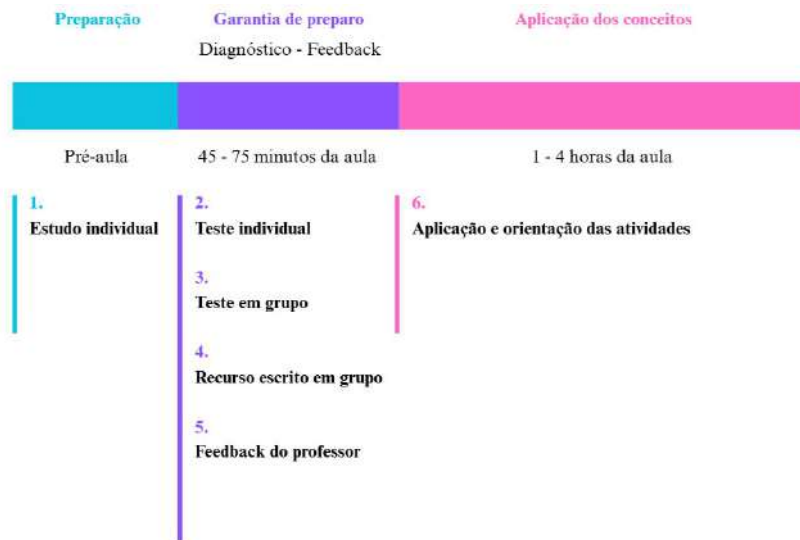 Preparação
Garantia de preparo
Aplicação dos conceitos
Diagnóstico - Feedback
Pré-aula
45 - 75 minutos da aula
1 - 4 horas da aula
1.
Estudo individual
2.
Teste individual
3.
Teste em grupo
4.
Recurso escrito em grupo
5.
Feedback do professor
6.
Aplicação e orientação das atividades